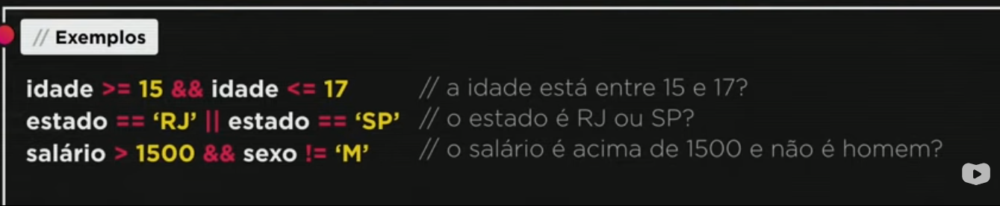 // Exemplos
idade >= 15 && idade <= 17 // a idade está entre 15 e 17?
estado == ‘RJ’ || estado == ‘SP’ // o estado é RJ ou SP?
salário > 1500 && sexo != ‘M’ // o salário é acima de 1500 e não é homem?